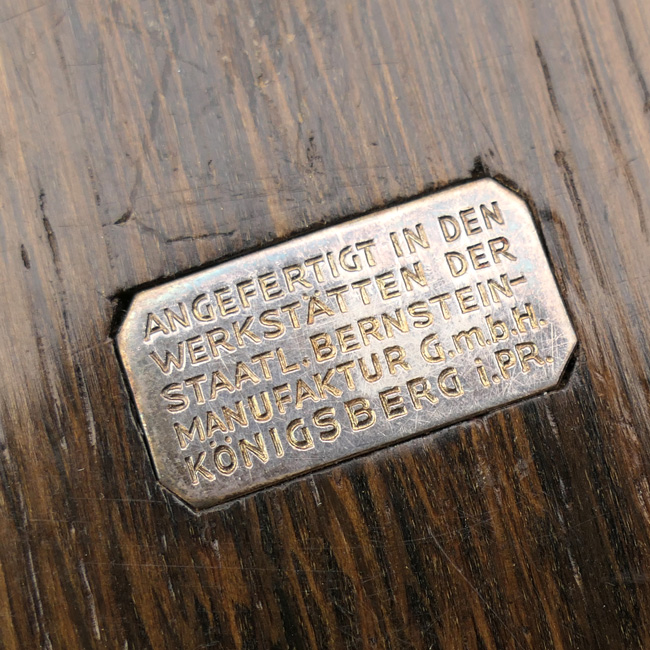 ANGEFERTIGT IN DEN
WERKSTÄTTEN DER
STAATL. BERNSTEIN-
MANUFAKTUR G.m.b.H.
KÖNIGSBERG i.PR.